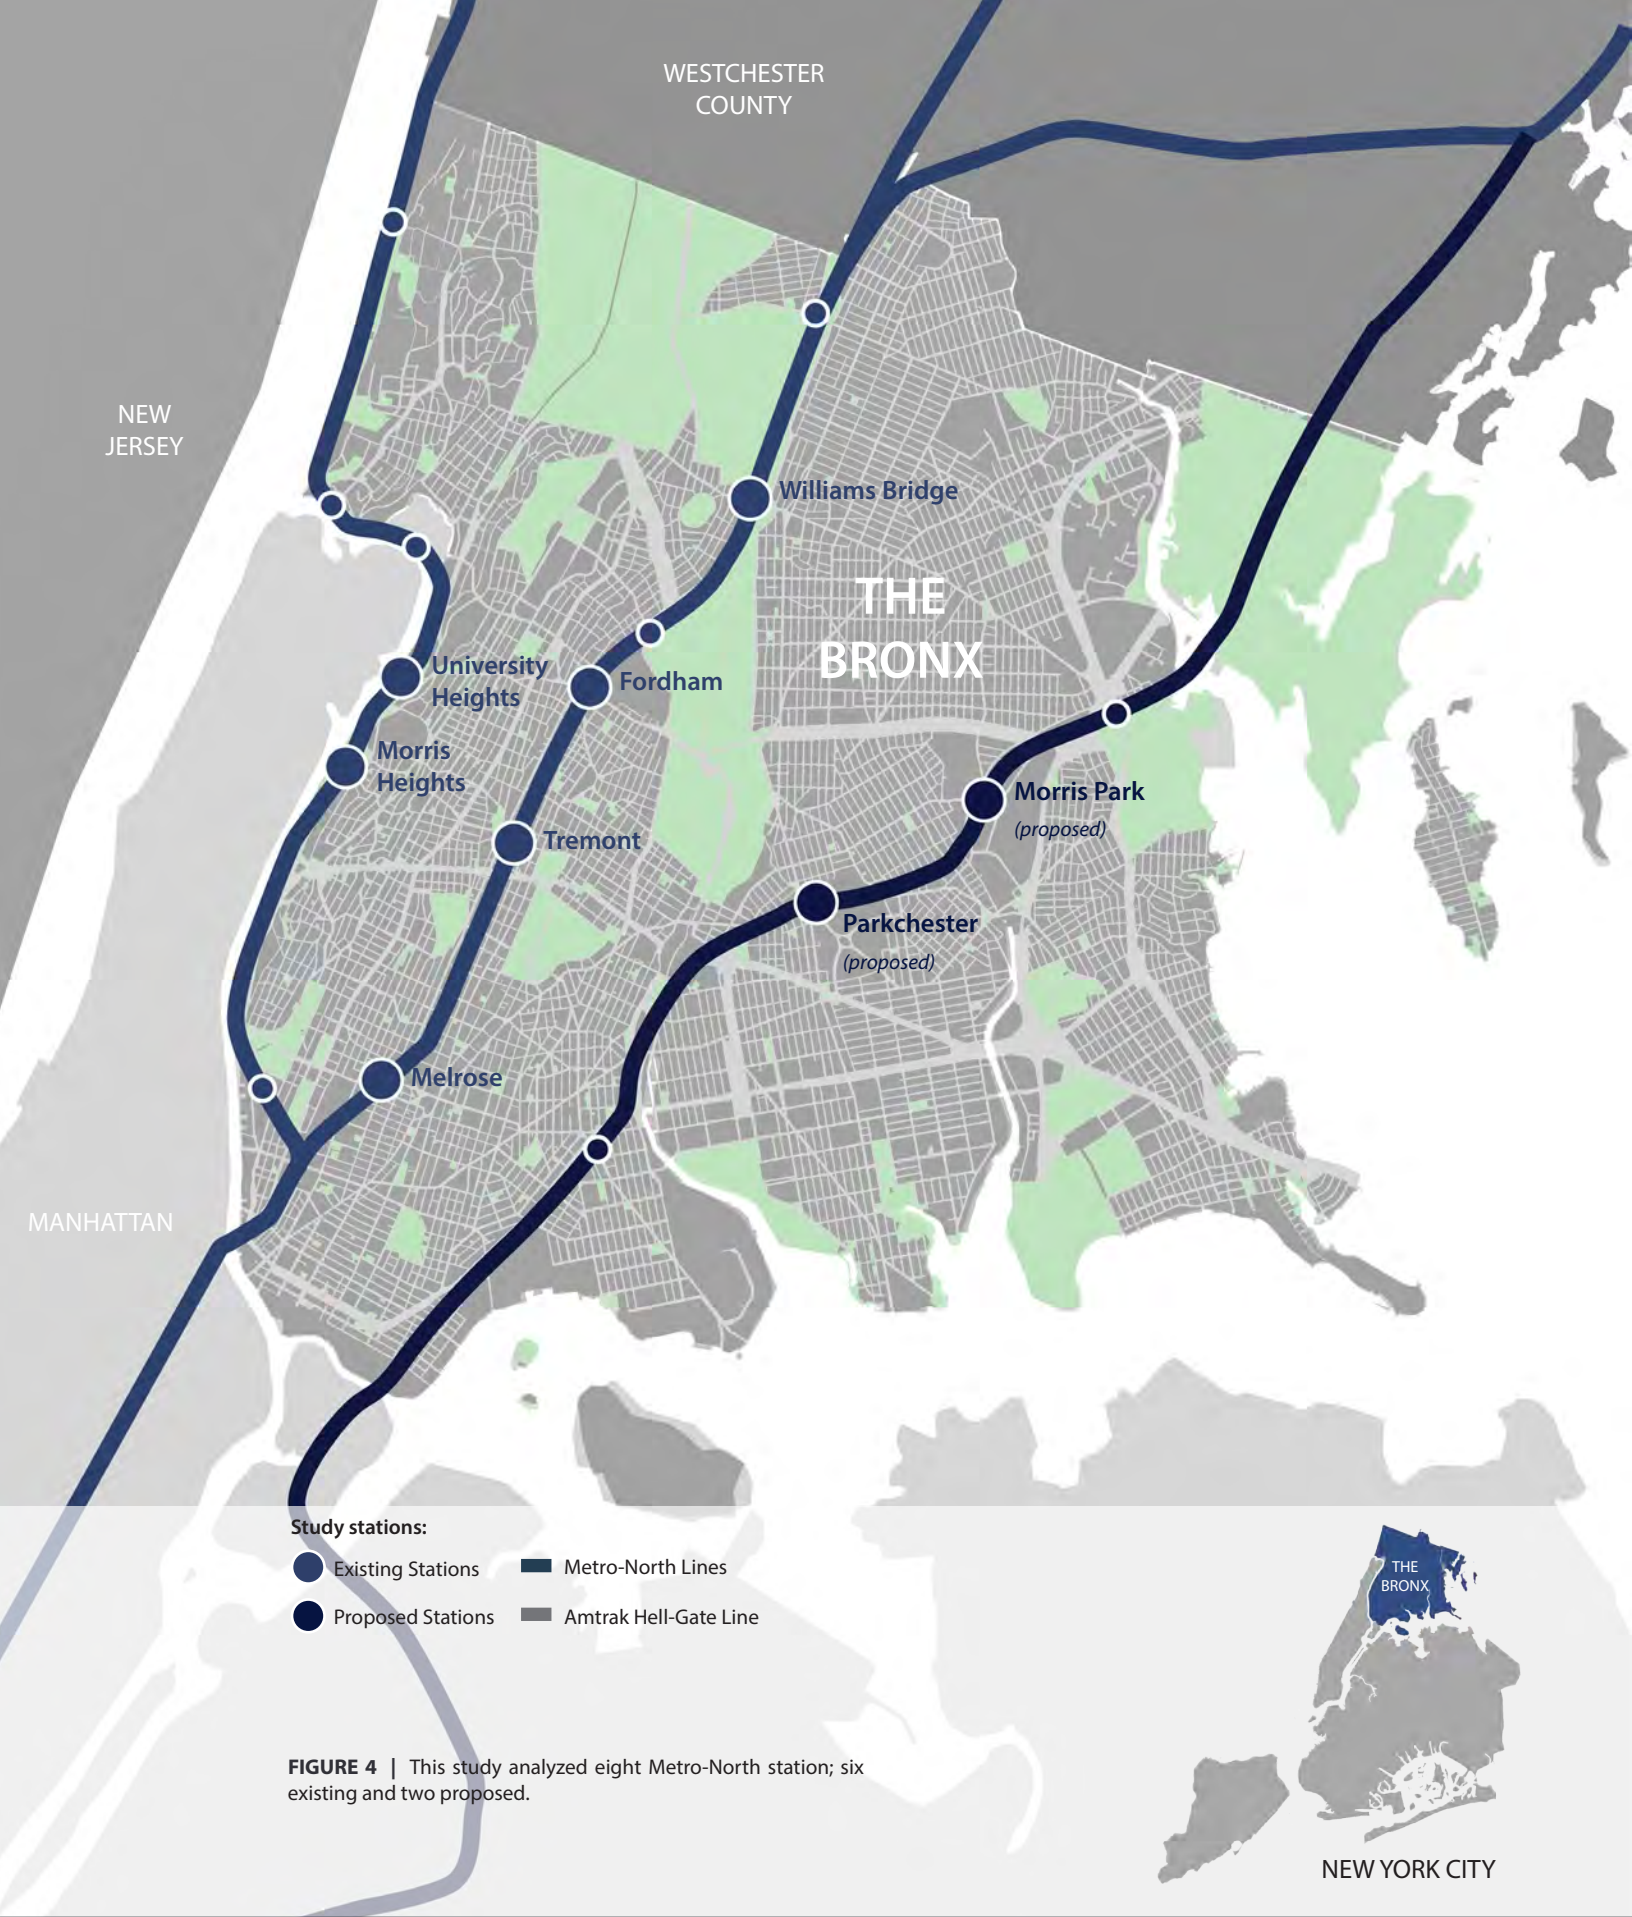 WESTCHESTER
COUNTY
NEW
JERSEY
Williams Bridge
THE
BRONX
University
Heights
Fordham
Morris
Heights
Morris Park
(proposed)
Tremont
Parkchester
(proposed)
Melrose
MANHATTAN
Study stations:
Existing Stations
Metro-North Lines
Proposed Stations
Amtrak Hell-Gate Line
THE
BRONX
FIGURE 4 | This study analyzed eight Metro-North station; six
existing and two proposed.
NEW YORK CITY